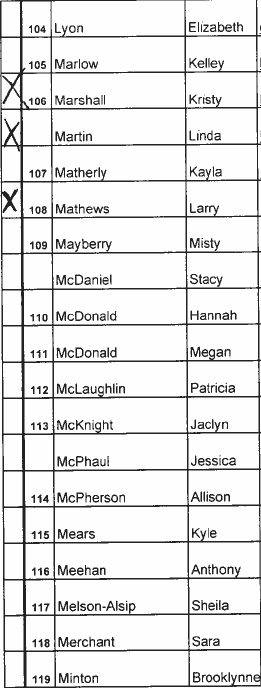 104 Lyon Elizabeth
105 Marlow Kelley
X 106 Marshall Kristy
X Martin Linda
107 Matherly Kayla
X 108 Mathews Larry
109 Mayberry Misty
McDaniel Stacy
110 McDonald Hannah
111 McDonald Megan
112 McLaughlin Patricia
113 McKnight Jaclyn
McPhaul Jessica
114 McPherson Allison
115 Mears Kyle
116 Meehan Anthony
117 Melson-Alsip Sheila
118 Merchant Sara
119 Minton Brooklynne